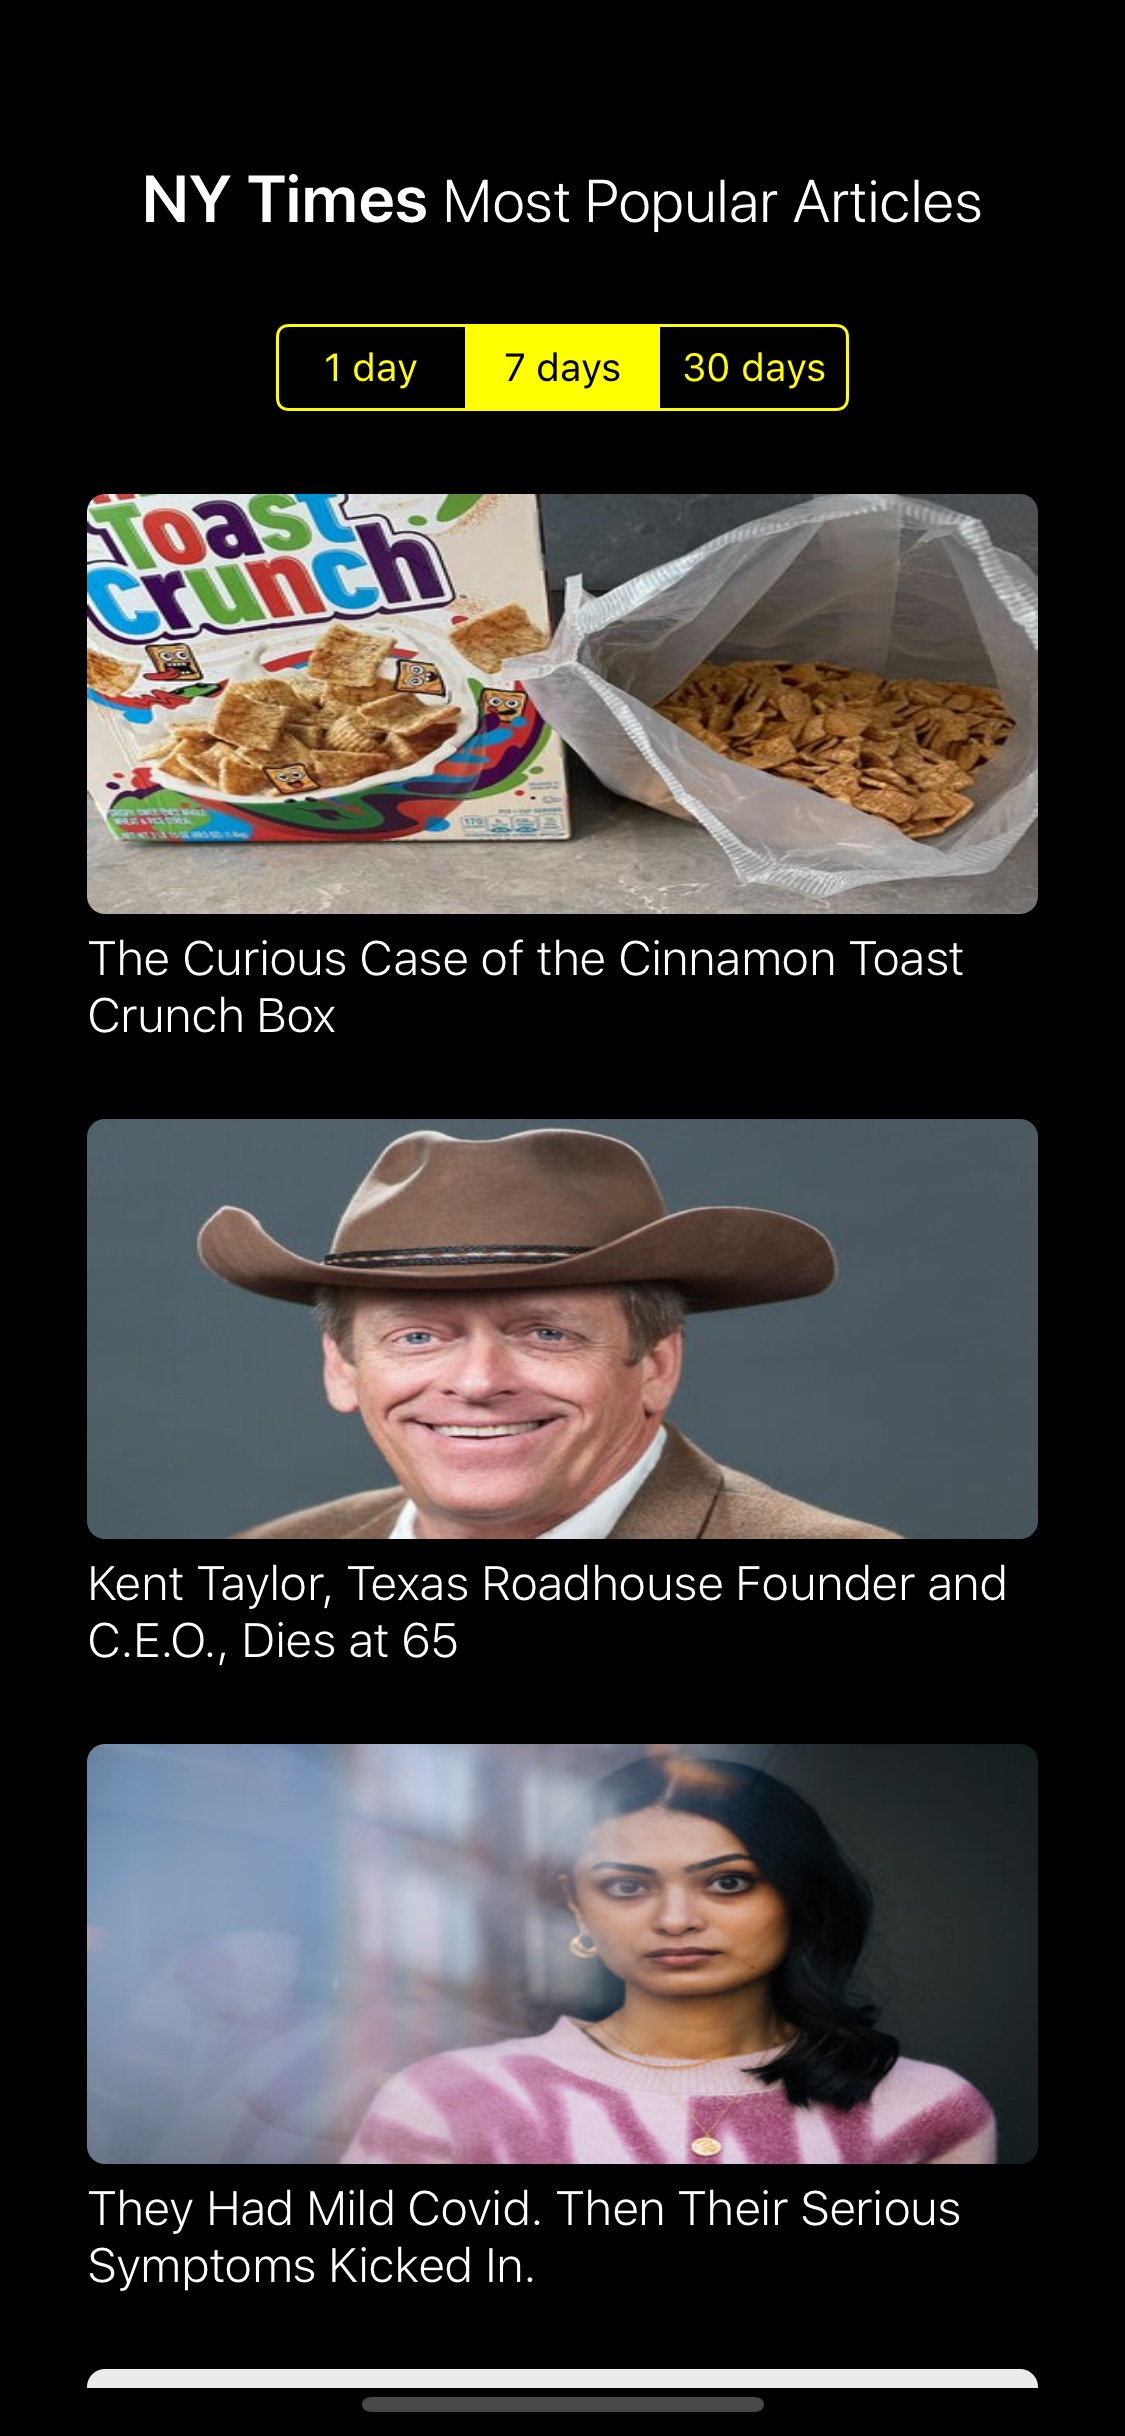 NY Times Most Popular Articles
1 day 7 days 30 days
Toast
Crunch
170
The Curious Case of the Cinnamon Toast
Crunch Box
Kent Taylor, Texas Roadhouse Founder and
C.E.O., Dies at 65
They Had Mild Covid. Then Their Serious
Symptoms Kicked In.